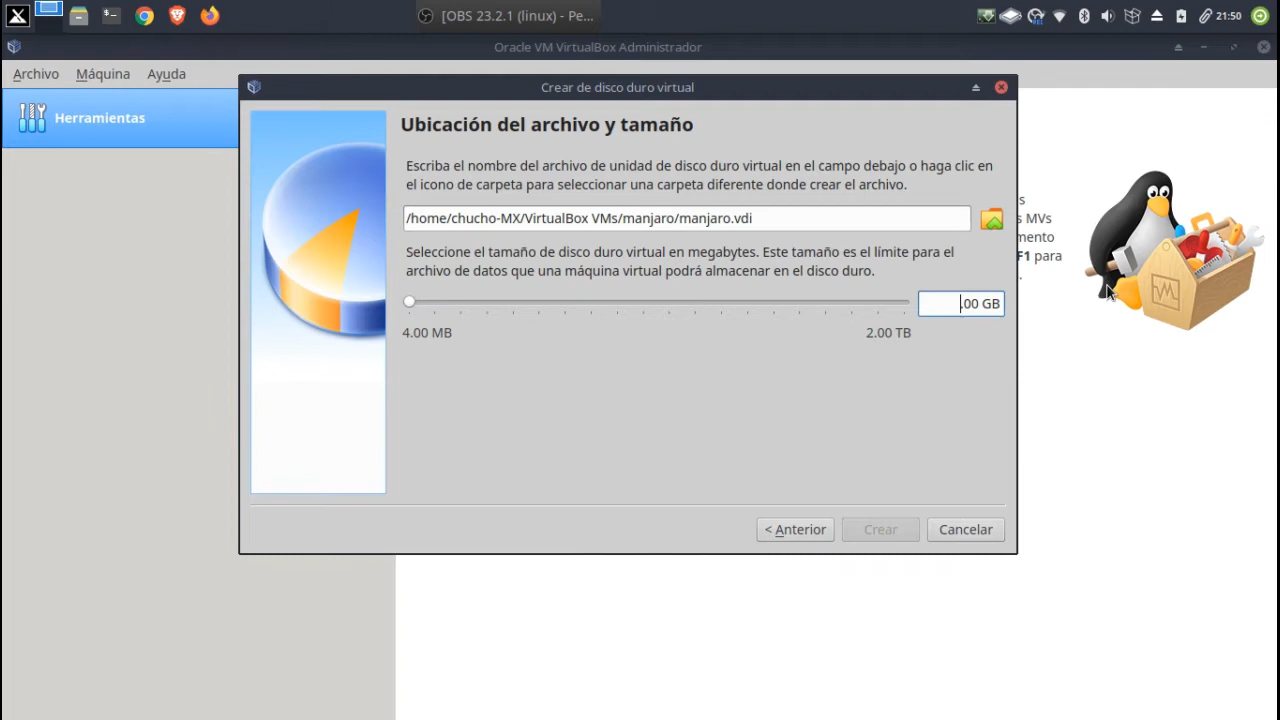 [OBS 23.2.1 (linux) - Pe...
21:50
Oracle VM VirtualBox Administrador
Archivo Máquina Ayuda
Herramientas
Crear de disco duro virtual
Ubicación del archivo y tamaño
Escriba el nombre del archivo de unidad de disco duro virtual en el campo debajo o haga clic en
el icono de carpeta para seleccionar una carpeta diferente donde crear el archivo.
/home/chucho-MX/VirtualBox VMs/manjaro/manjaro.vdi
Seleccione el tamaño de disco duro virtual en megabytes. Este tamaño es el límite para el
archivo de datos que una máquina virtual podrá almacenar en el disco duro.
.00 GB
4.00 MB
2.00 TB
< Anterior
Crear
Cancelar
s
s MVs
mento
F1 para
.